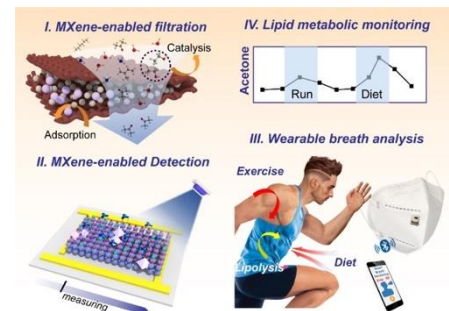 I. MXene-enabled filtration
Catalysis
Adsorption
II. MXene-enabled Detection
measuring
IV. Lipid metabolic monitoring
Acetone
Run
Diet
III. Wearable breath analysis
Exercise
Lipolysis
Diet